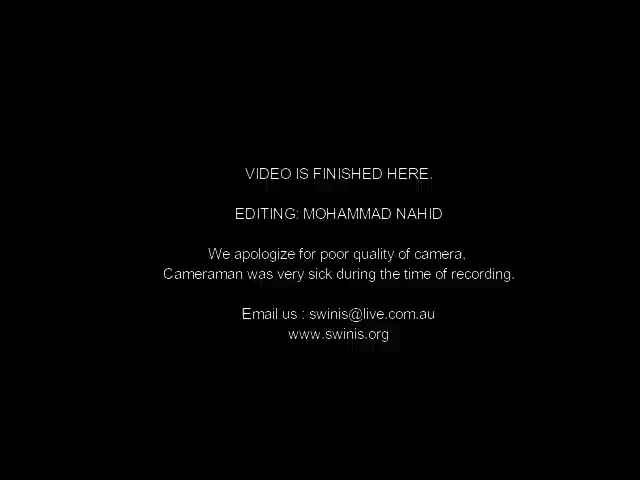 VIDEO IS FINISHED HERE.
EDITING: MOHAMMAD NAHID
We apologize for poor quality of camera,
Cameraman was very sick during the time of recording.
Email us : swinis@live.com.au
www.swinis.org